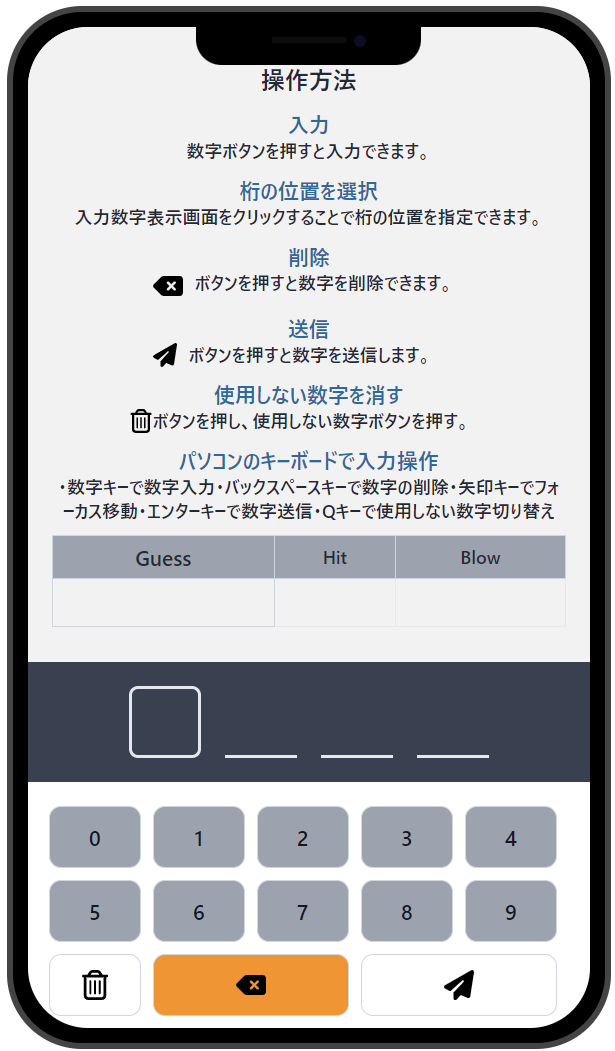 操作方法
入力
数字ボタンを押すと入力できます。
桁の位置を選択
入力数字表示画面をクリックすることで桁の位置を指定できます。
削除
ボタンを押すと数字を削除できます。
送信
ボタンを押すと数字を送信します。
使用しない数字を消す
ボタンを押し、使用しない数字ボタンを押す。
パソコンのキーボードで入力操作
・数字キーで数字入力・バックスペースキーで数字の削除・矢印キーでフォ
ーカス移動・エンターキーで数字送信・Qキーで使用しない数字切り替え
Guess Hit Blow
0 1 2 3 4
5 6 7 8 9